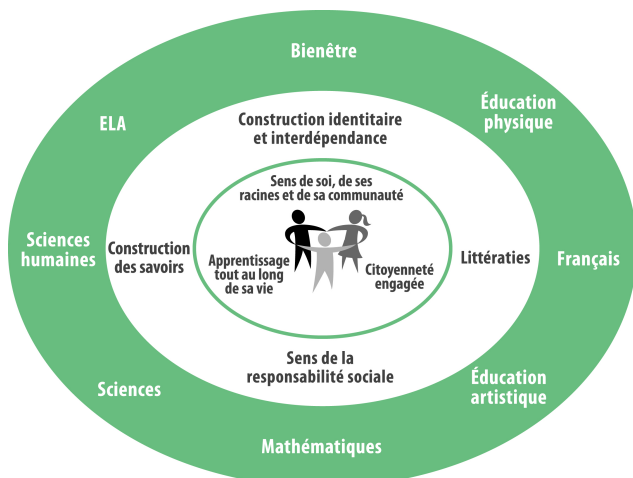 Bienêtre
ELA
Éducation
physique
Construction identitaire
et interdépendance
Sens de soi, de ses
racines et de sa communauté
Sciences
humaines
Construction
des savoirs
Apprentissage
tout au long
de sa vie
Citoyenneté
engagée
Littératies
Français
Sens de la
responsabilité sociale
Sciences
Éducation
artistique
Mathématiques